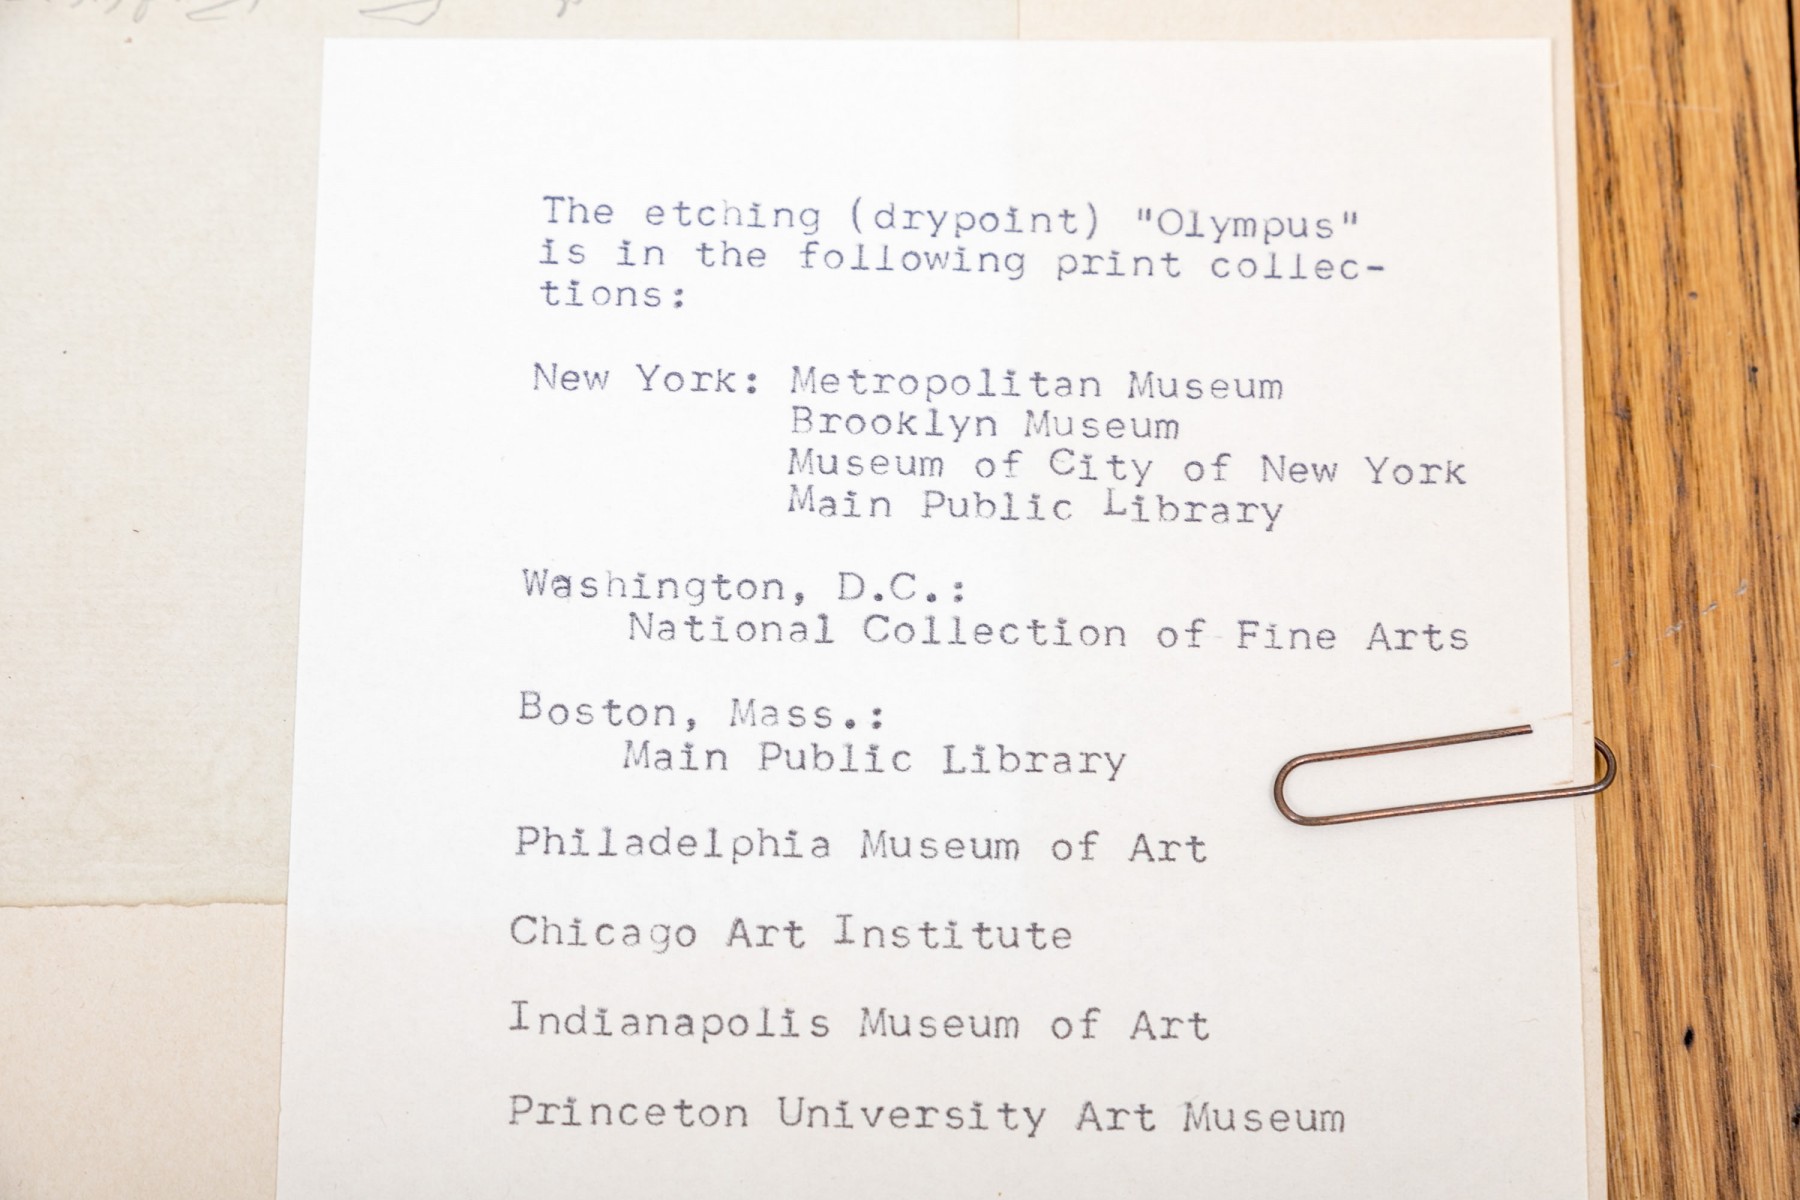 The etching (drypoint) "Olympus"
is in the following print collec-
tions:
New York: Metropolitan Museum
Brooklyn Museum
Museum of City of New York
Main Public Library
Washington, D.C.:
National Collection of Fine Arts
Boston, Mass.:
Main Public Library
Philadelphia Museum of Art
Chicago Art Institute
Indianapolis Museum of Art
Princeton University Art Museum